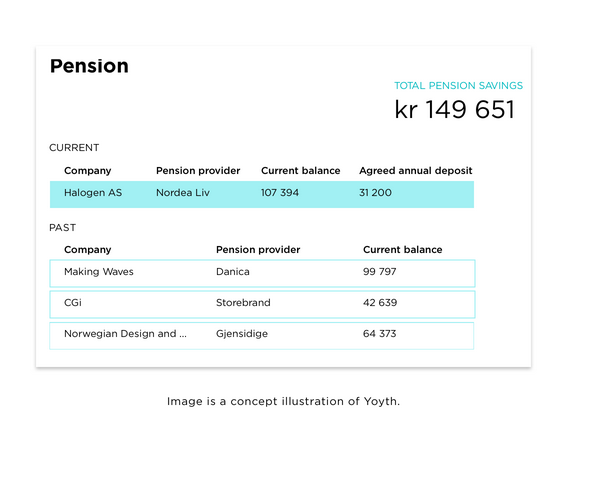 Pension
TOTAL PENSION SAVINGS
kr 149 651
CURRENT
Company Pension provider Current balance Agreed annual deposit
Halogen AS Nordea Liv 107 394 31 200
PAST
Company Pension provider Current balance
Making Waves Danica 99 797
CGi Storebrand 42 639
Norwegian Design and ... Gjensidige 64 373
Image is a concept illustration of Yoyth.